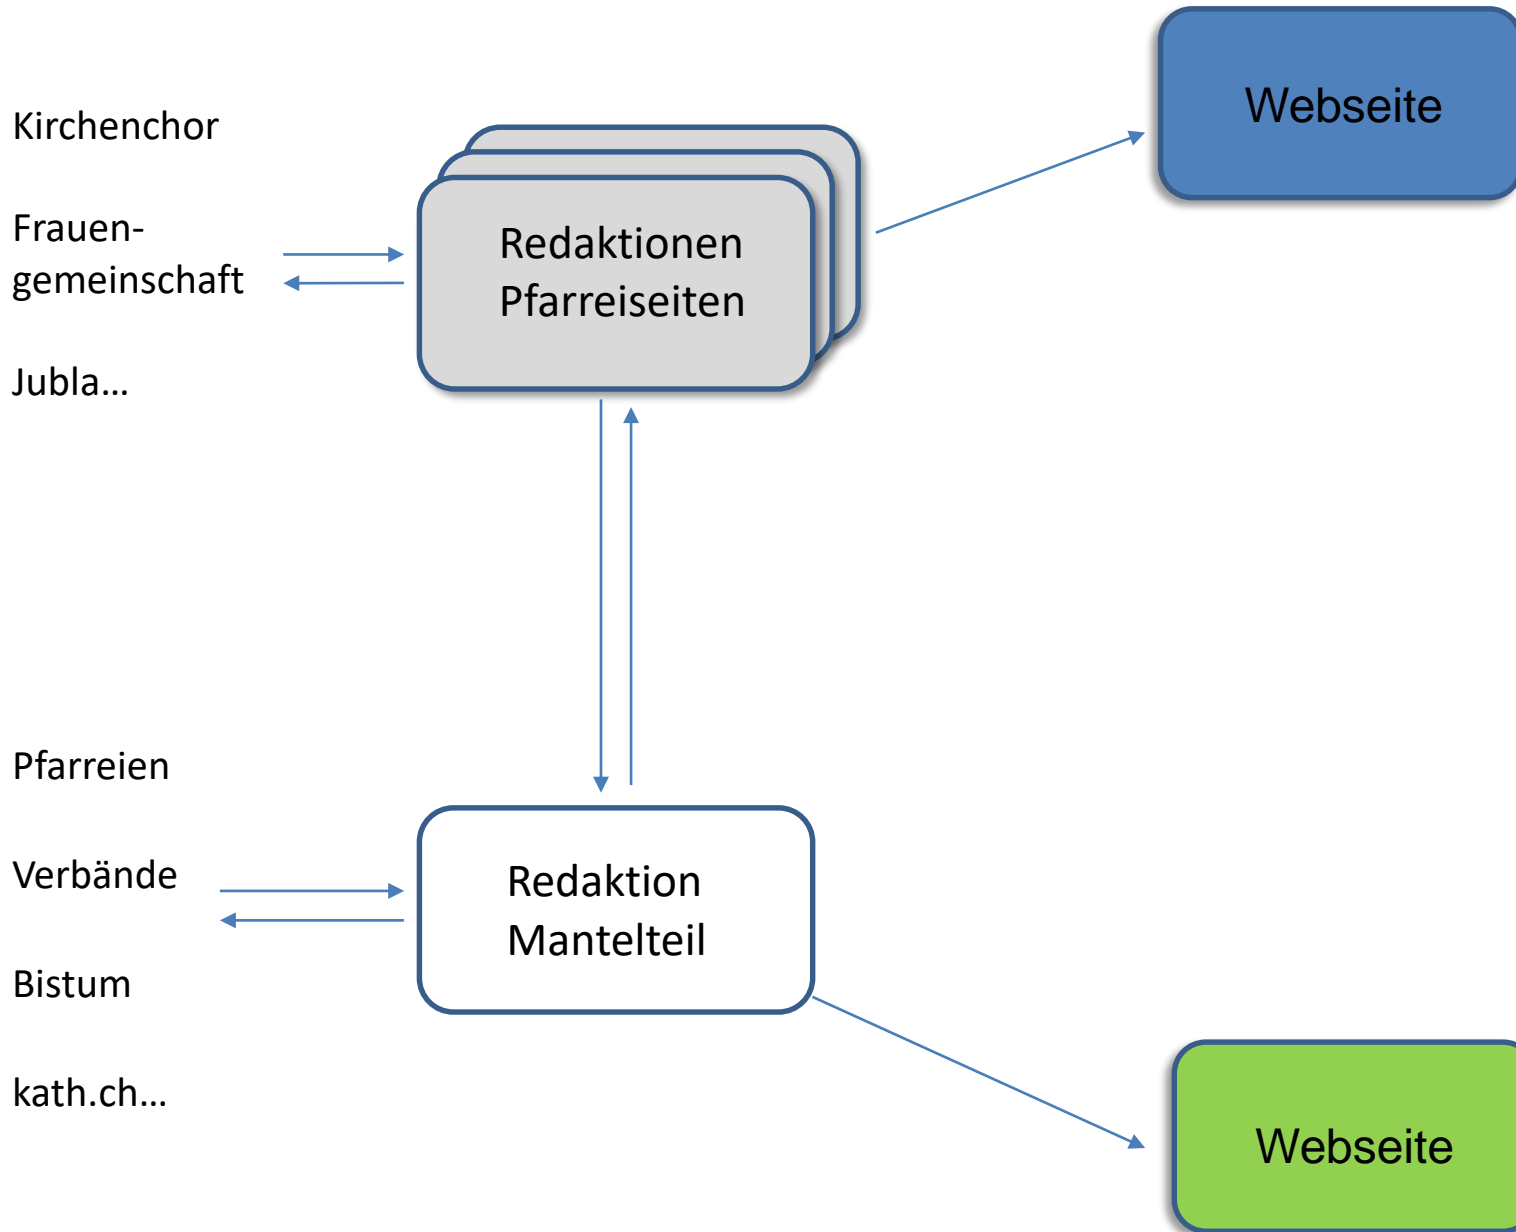 Webseite
Kirchenchor
Frauen-
gemeinschaft
Jubla…
Redaktionen
Pfarreiseiten
Pfarreien
Verbände
Bistum
kath.ch…
Redaktion
Mantelteil
Webseite